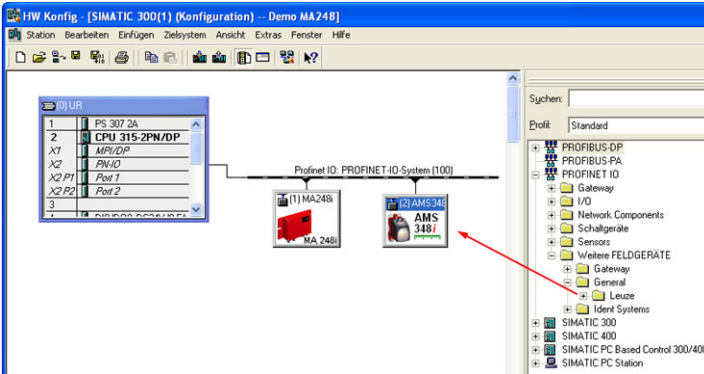 HW Konfig - [SIMATIC 300(1) (Konfiguration) -- Demo MA248]
Station Bearbeiten Einfügen Zielsystem Ansicht Extras Fenster Hilfe
(0) UR
1 PS 307 2A
2 CPU 315-2PN/DP
X1 MPI/DP
X2 PN-IO
X2 P1 Port 1
X2 P2 Port 2
3
Profinet IO: PROFINET-IO-System (100)
(1) MA248i
MA 248i
(2) AMS348
AMS
348i
Suchen:
Profil: Standard
PROFIBUS-DP
PROFIBUS-PA
PROFINET IO
Gateway
I/O
Network Components
Schaltgeräte
Sensors
Weitere FELDGERÄTE
Gateway
General
Leuze
Ident Systems
SIMATIC 300
SIMATIC 400
SIMATIC PC Based Control 300/400
SIMATIC PC Station